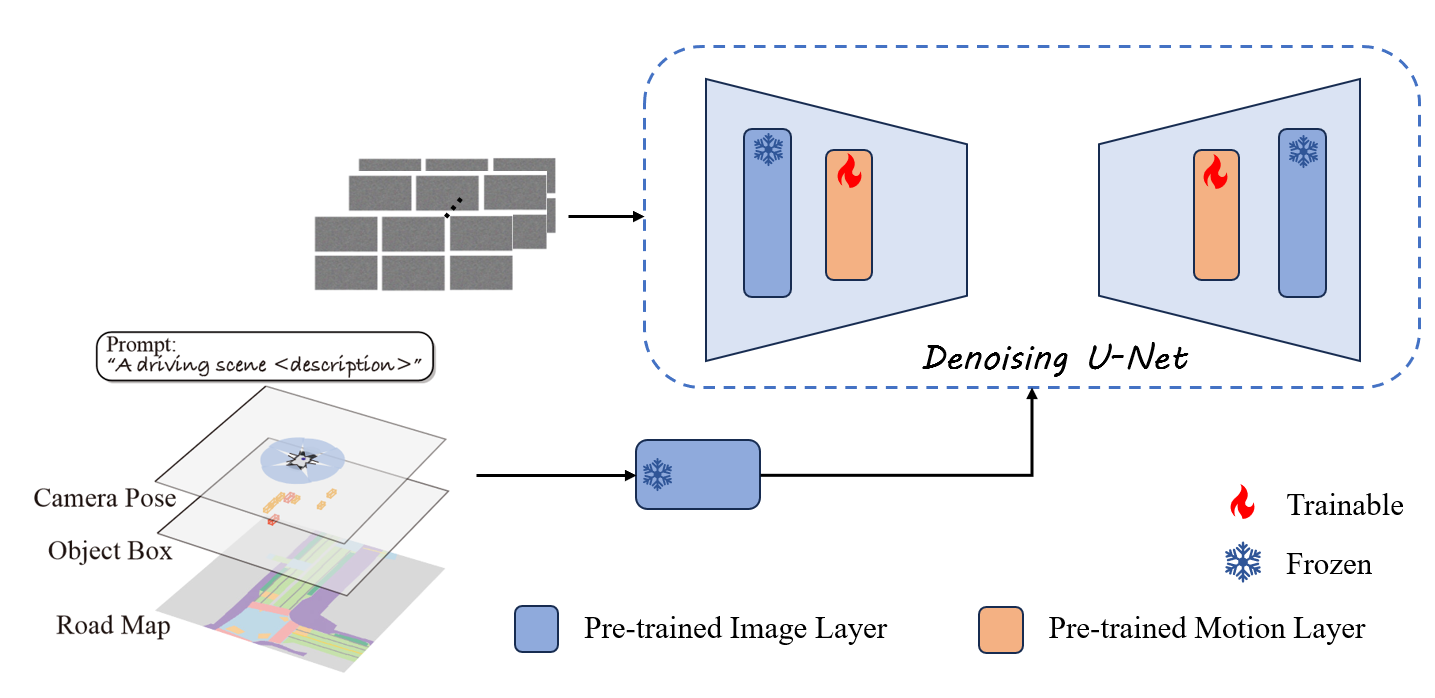 Denoising U-Net
Prompt:
“A driving scene <description>”
Camera Pose
Object Box
Road Map
Trainable
Frozen
Pre-trained Image Layer
Pre-trained Motion Layer